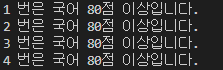 1 번은 국어 80점 이상입니다.
2 번은 국어 80점 이상입니다.
3 번은 국어 80점 이상입니다.
4 번은 국어 80점 이상입니다.